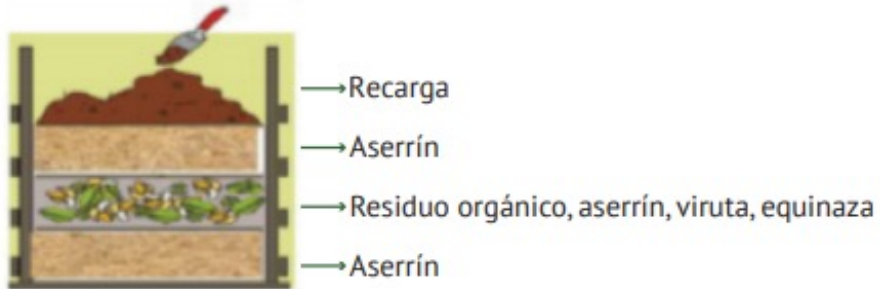 Recarga
Aserrín
Residuo orgánico, aserrín, viruta, equinaza
Aserrín